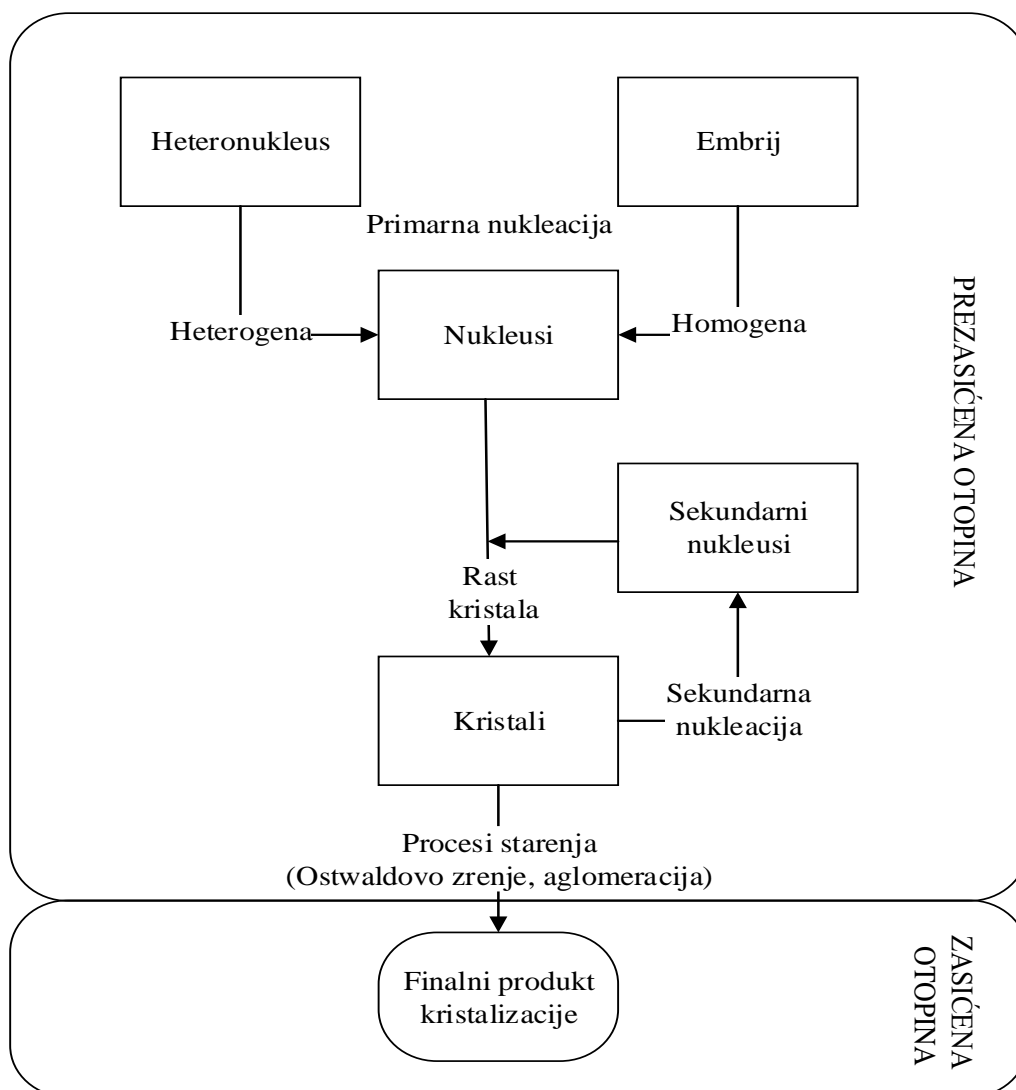 Heteronukleus
Embrij
Primarna nukleacija
Heterogena
Nukleusi
Homogena
PREZASIĆENA OTOPINA
Sekundarni
nukleusi
Rast
kristala
Kristali
Sekundarna
nukleacija
Procesi starenja
(Ostwaldovo zrenje, aglomeracija)
Finalni produkt
kristalizacije
ZASIĆENA
OTOPINA